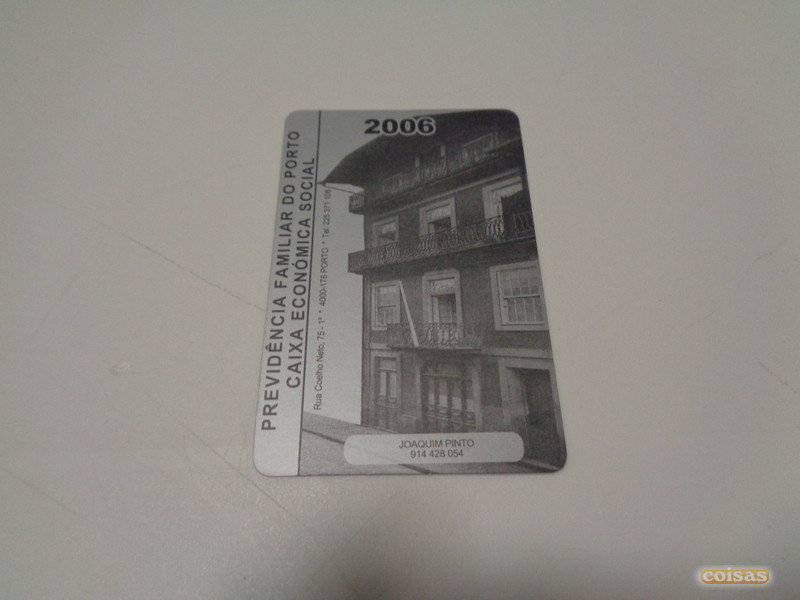 2006
PREVIDÊNCIA FAMILIAR DO PORTO
CAIXA ECONÓMICA SOCIAL
Rua Coelho Neto, 75 - 1º * 4000-178 PORTO * Tel. 225 371 108
JOAQUIM PINTO
914 428 054
coisas